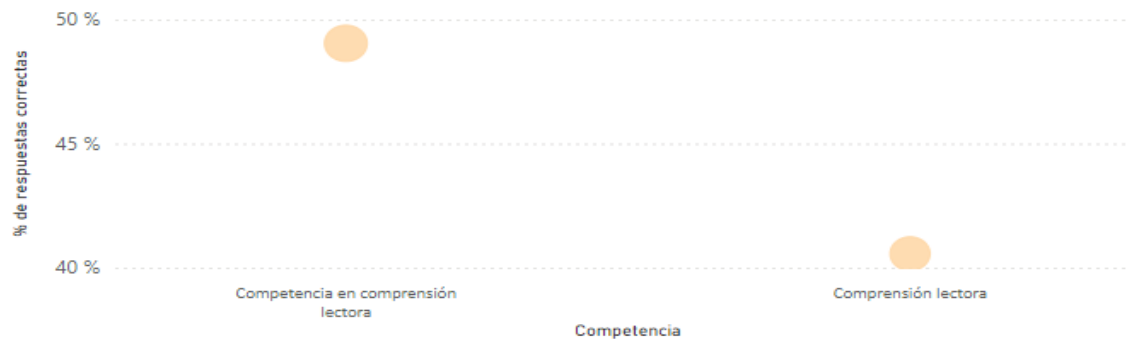 50 %
45 %
40 %
% de respuestas correctas
Competencia en comprensión
lectora
Comprensión lectora
Competencia